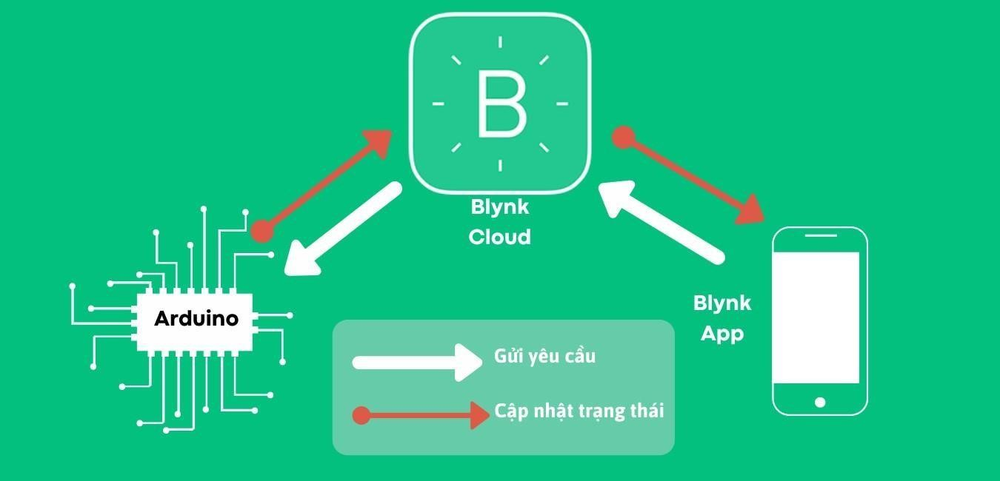 B
Blynk
Cloud
Arduino
Blynk
App
Gửi yêu cầu
Cập nhật trạng thái